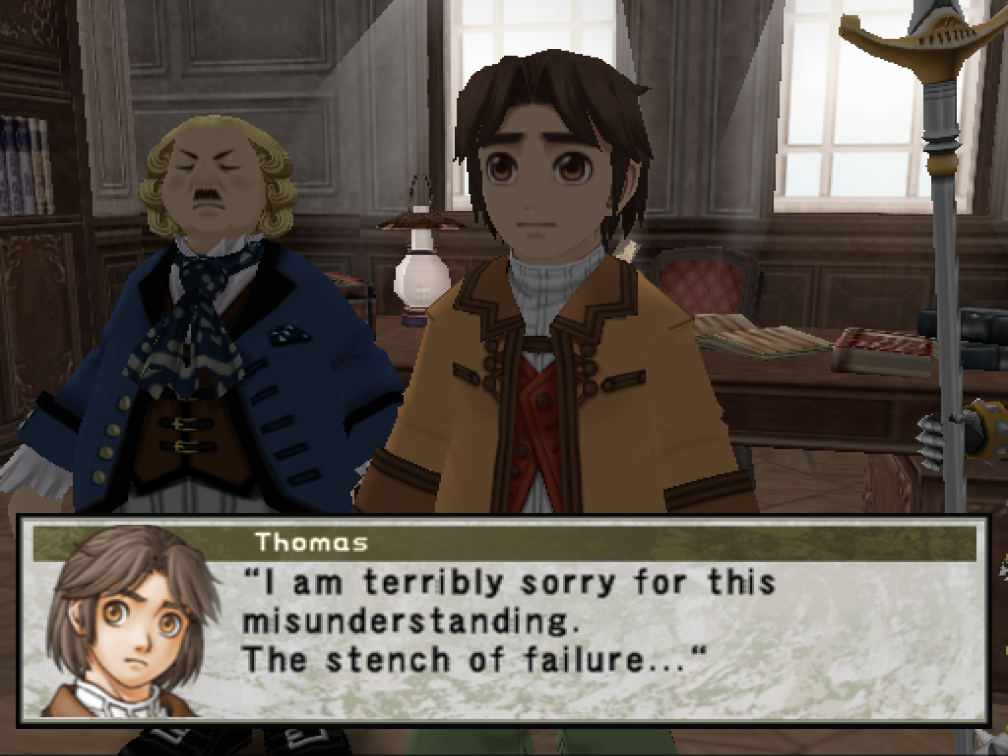 Thomas
“I am terribly sorry for this
misunderstanding.
The stench of failure...“